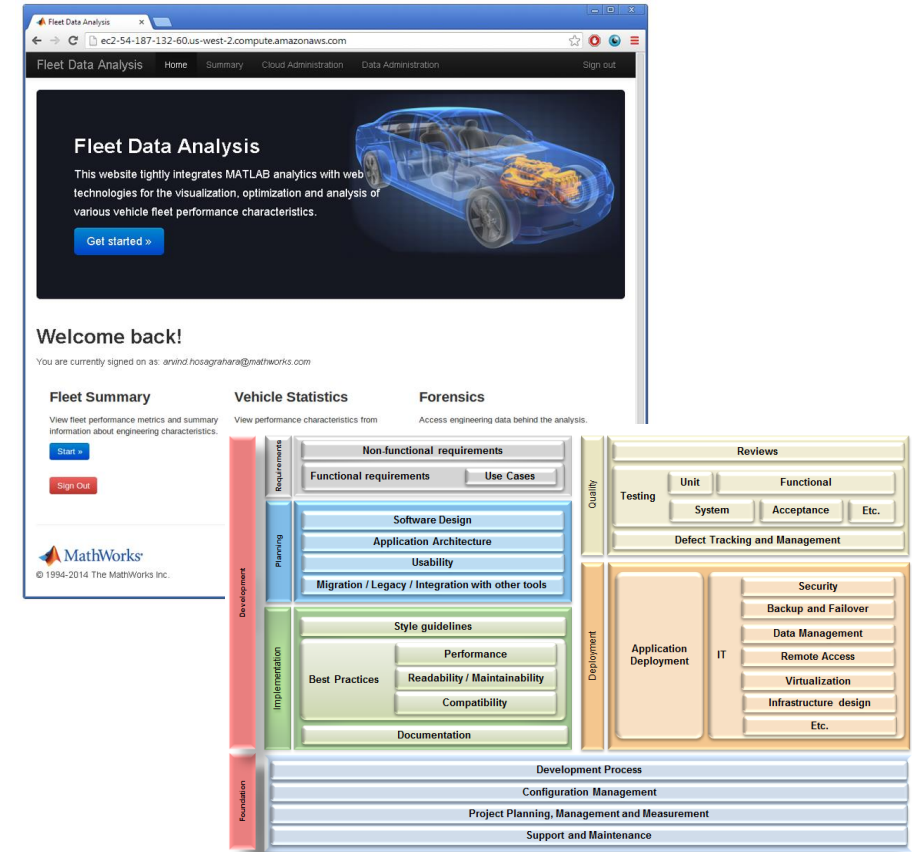 Fleet Data Analysis
ec2-54-187-132-60.us-west-2.compute.amazonaws.com
Fleet Data Analysis Home Summary Cloud Administration Data Administration Sign out
Fleet Data Analysis
This website tightly integrates MATLAB analytics with web
technologies for the visualization, optimization and analysis of
various vehicle fleet performance characteristics.
Get started »
Welcome back!
You are currently signed on as: arvind.hosagrahara@mathworks.com
Fleet Summary
View fleet performance metrics and summary
information about engineering characteristics.
Start »
Sign Out
Vehicle Statistics
View performance characteristics from
Forensics
Access engineering data behind the analysis.
MathWorks
© 1994-2014 The MathWorks Inc.
Development
Requirements
Non-functional requirements
Functional requirements
Use Cases
Planning
Software Design
Application Architecture
Usability
Migration / Legacy / Integration with other tools
Implementation
Style guidelines
Best Practices
Performance
Readability / Maintainability
Compatibility
Documentation
Quality
Reviews
Testing
Unit
Functional
System
Acceptance
Etc.
Defect Tracking and Management
Deployment
Application
Deployment
IT
Security
Backup and Failover
Data Management
Remote Access
Virtualization
Infrastructure design
Etc.
Foundation
Development Process
Configuration Management
Project Planning, Management and Measurement
Support and Maintenance